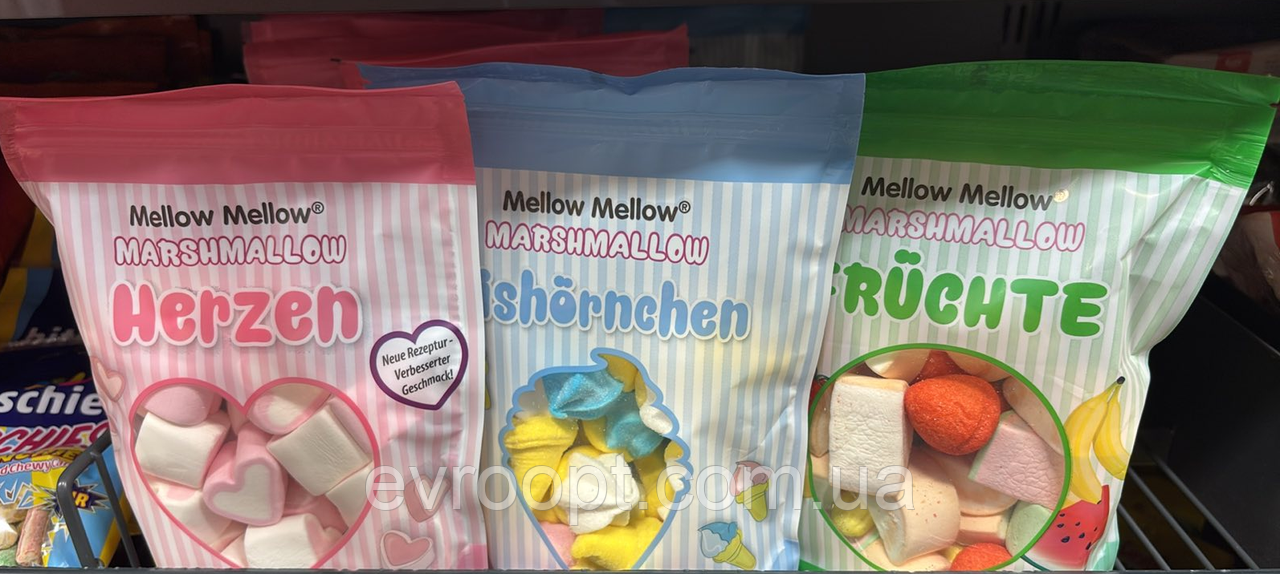 Mellow Mellow®
MARSHMALLOW
Herzen
Neue Rezeptur-
Verbesserter
Geschmack!
Mellow Mellow®
MARSHMALLOW
shörnchen
Mellow Mellow
MARSHMALLOW
RÜCHTE
schie
evroopt.com.ua